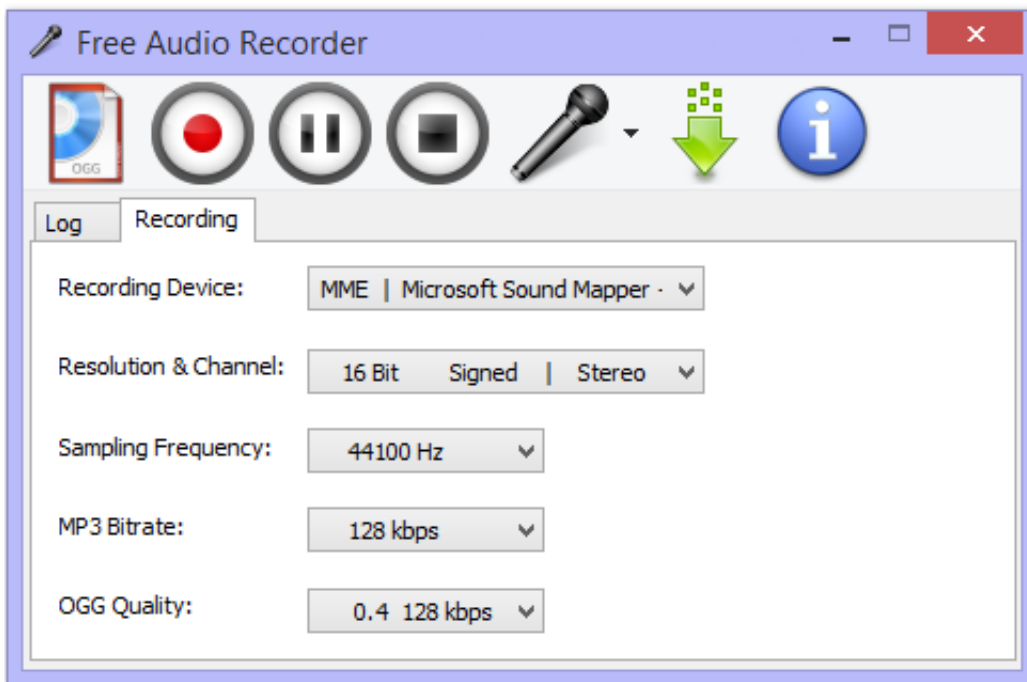 Free Audio Recorder
OGG
Log Recording
Recording Device: MME | Microsoft Sound Mapper -
Resolution & Channel: 16 Bit Signed | Stereo
Sampling Frequency: 44100 Hz
MP3 Bitrate: 128 kbps
OGG Quality: 0.4 128 kbps